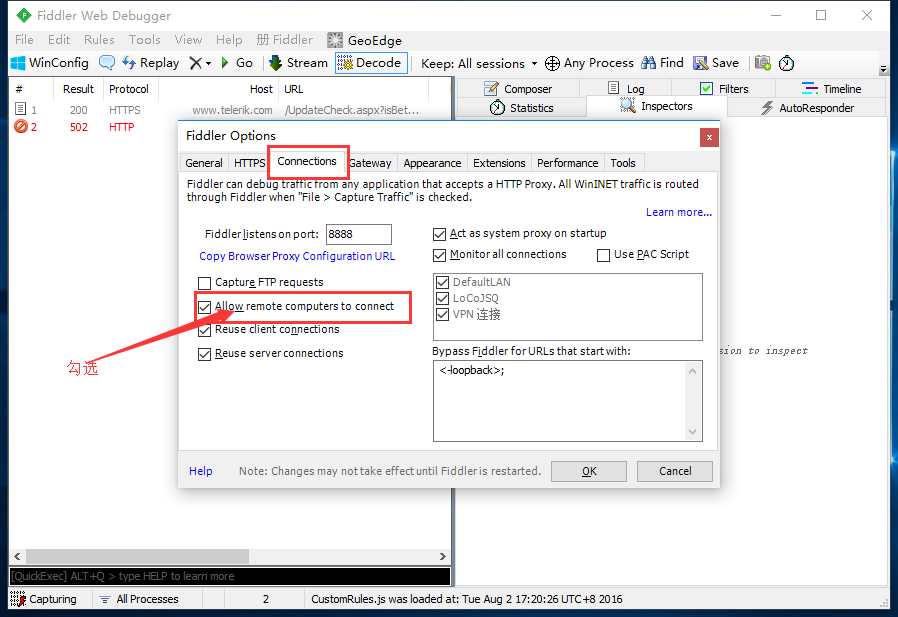 Fiddler Web Debugger
File Edit Rules Tools View Help 册 Fiddler GeoEdge
WinConfig Replay Go Stream Decode Keep: All sessions Any Process Find Save
# Result Protocol Host URL
1 200 HTTPS www.telerik.com /UpdateCheck.aspx?isBet...
2 502 HTTP
Composer Log Filters Timeline
Statistics Inspectors AutoResponder
Fiddler Options
General HTTPS Connections Gateway Appearance Extensions Performance Tools
Fiddler can debug traffic from any application that accepts a HTTP Proxy. All WinINET traffic is routed
through Fiddler when "File > Capture Traffic" is checked.
Learn more...
Fiddler listens on port: 8888
Copy Browser Proxy Configuration URL
Capture FTP requests
Allow remote computers to connect
Reuse client connections
Reuse server connections
勾选
Act as system proxy on startup
Monitor all connections Use PAC Script
DefaultLAN
LoCoJSQ
VPN 连接
Bypass Fiddler for URLs that start with:
<-loopback>;
sion to inspect
Help Note: Changes may not take effect until Fiddler is restarted. OK Cancel
[QuickExec] ALT+Q > type HELP to learn more
Capturing All Processes 2 CustomRules.js was loaded at: Tue Aug 2 17:20:26 UTC+8 2016